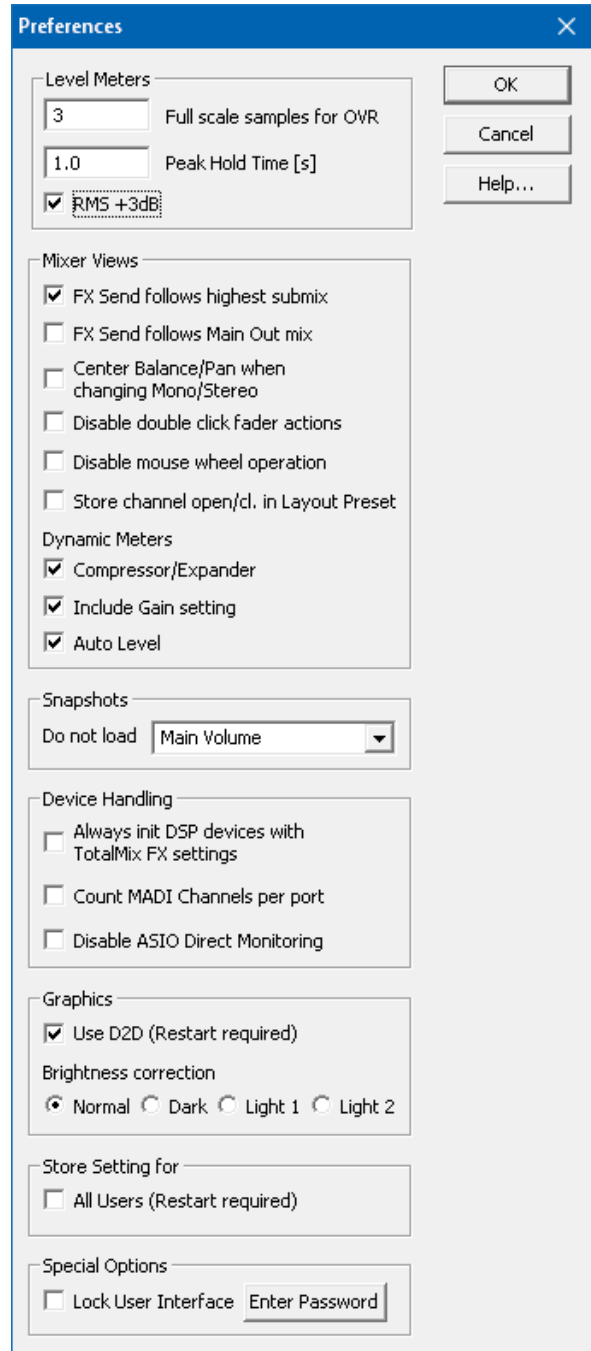 Preferences
Level Meters
3 Full scale samples for OVR
1.0 Peak Hold Time [s]
RMS +3dB
OK
Cancel
Help...
Mixer Views
FX Send follows highest submix
FX Send follows Main Out mix
Center Balance/Pan when
changing Mono/Stereo
Disable double click fader actions
Disable mouse wheel operation
Store channel open/cl. in Layout Preset
Dynamic Meters
Compressor/Expander
Include Gain setting
Auto Level
Snapshots
Do not load Main Volume
Device Handling
Always init DSP devices with
TotalMix FX settings
Count MADI Channels per port
Disable ASIO Direct Monitoring
Graphics
Use D2D (Restart required)
Brightness correction
Normal Dark Light 1 Light 2
Store Setting for
All Users (Restart required)
Special Options
Lock User Interface Enter Password